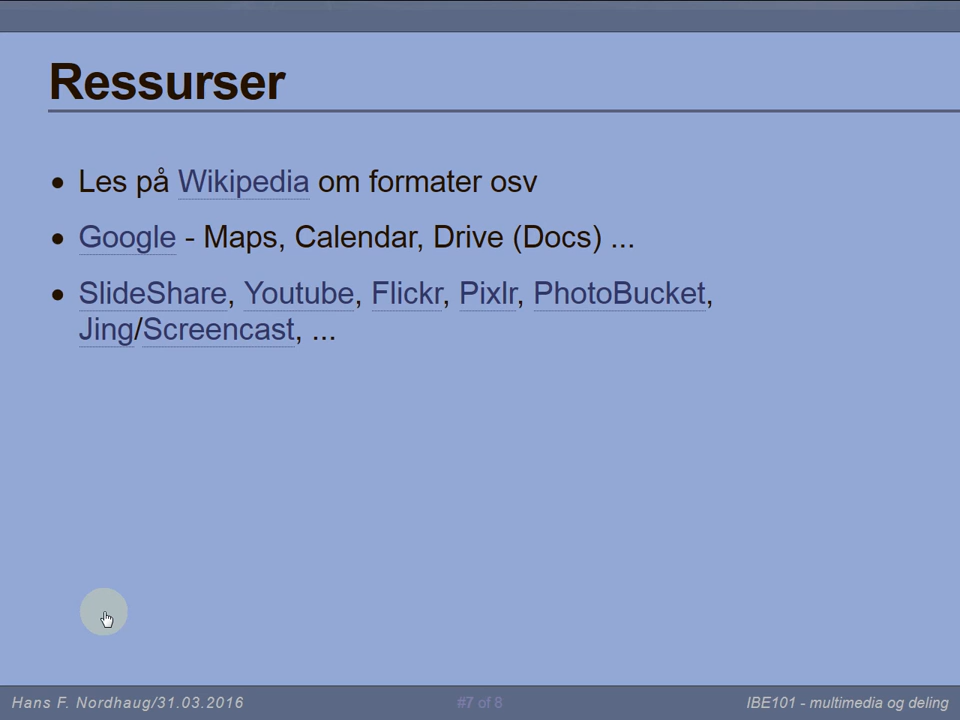 Ressurser
• Les på Wikipedia om formater osv
• Google - Maps, Calendar, Drive (Docs) ...
• SlideShare, Youtube, Flickr, Pixlr, PhotoBucket,
Jing/Screencast, ...
Hans F. Nordhaug/31.03.2016 #7 of 8 IBE101 - multimedia og deling